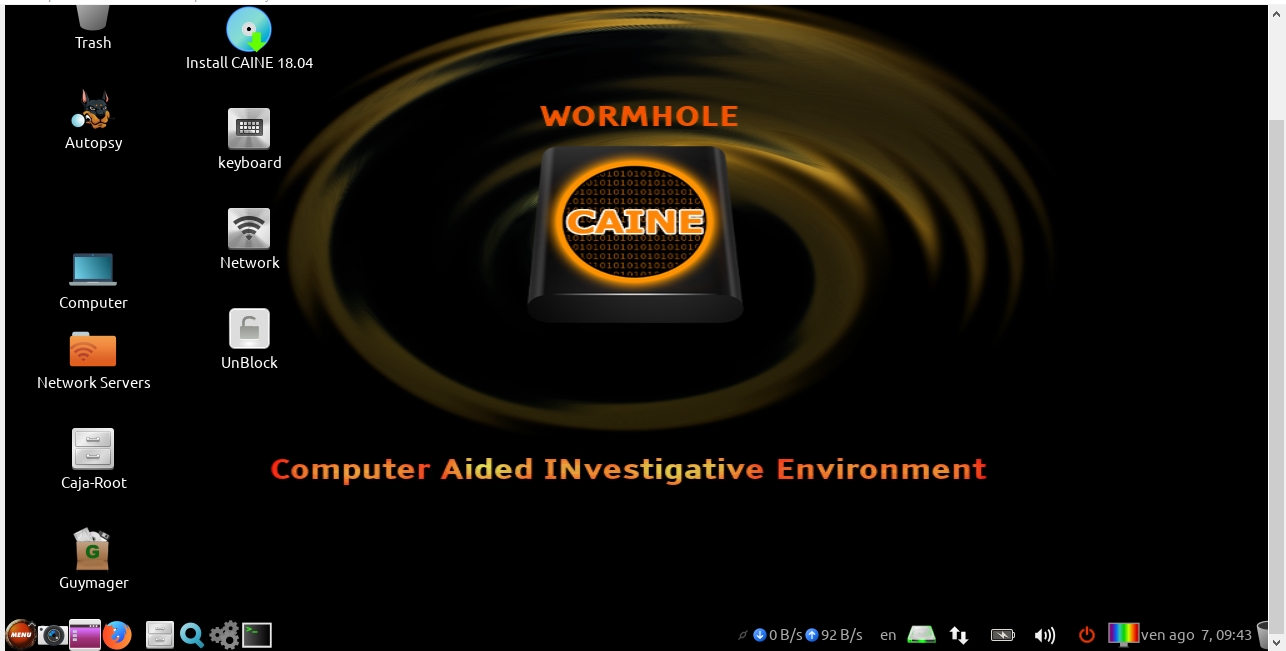 Trash
Install CAINE 18.04
WORMHOLE
Autopsy
keyboard
CAINE
Network
Computer
UnBlock
Network Servers
Computer Aided INvestigative Environment
Caja-Root
G
Guymager
MENU
0 B/s 92 B/s en ven ago 7, 09:43